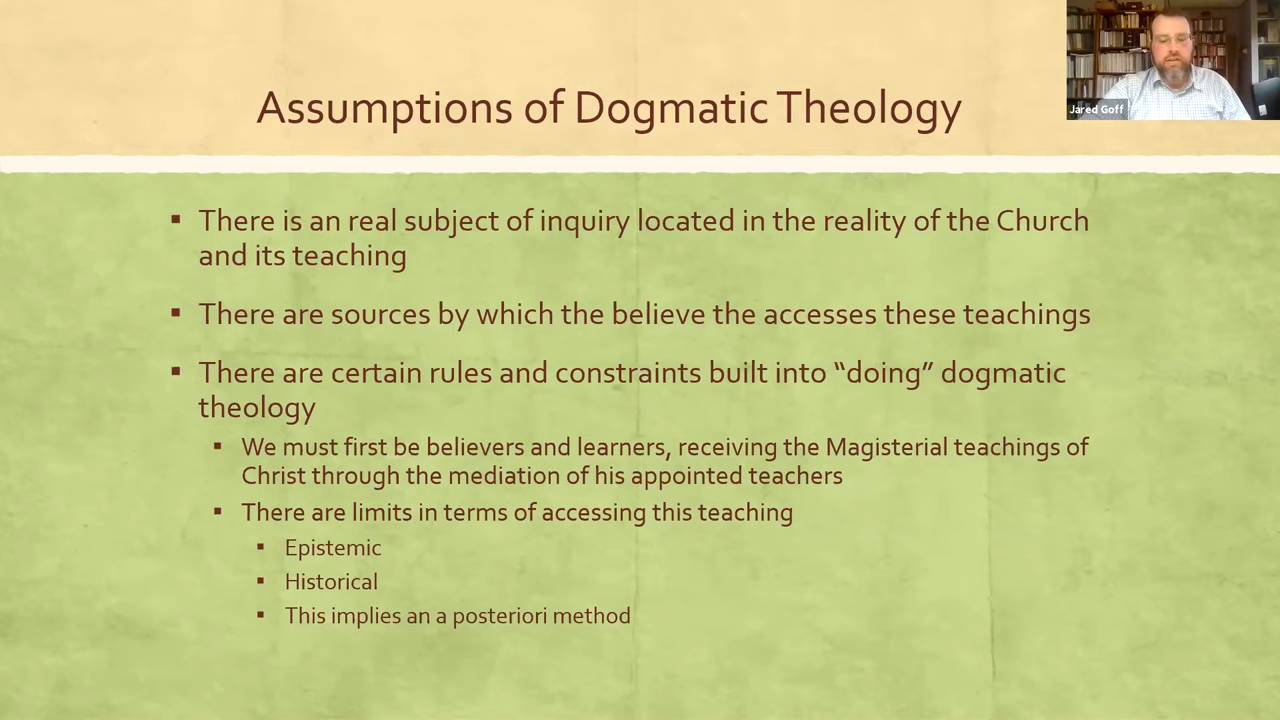 Assumptions of Dogmatic Theology
Jared Goff
▪ There is an real subject of inquiry located in the reality of the Church
and its teaching
▪ There are sources by which the believe the accesses these teachings
▪ There are certain rules and constraints built into “doing” dogmatic
theology
▪ We must first be believers and learners, receiving the Magisterial teachings of
Christ through the mediation of his appointed teachers
▪ There are limits in terms of accessing this teaching
▪ Epistemic
▪ Historical
▪ This implies an a posteriori method